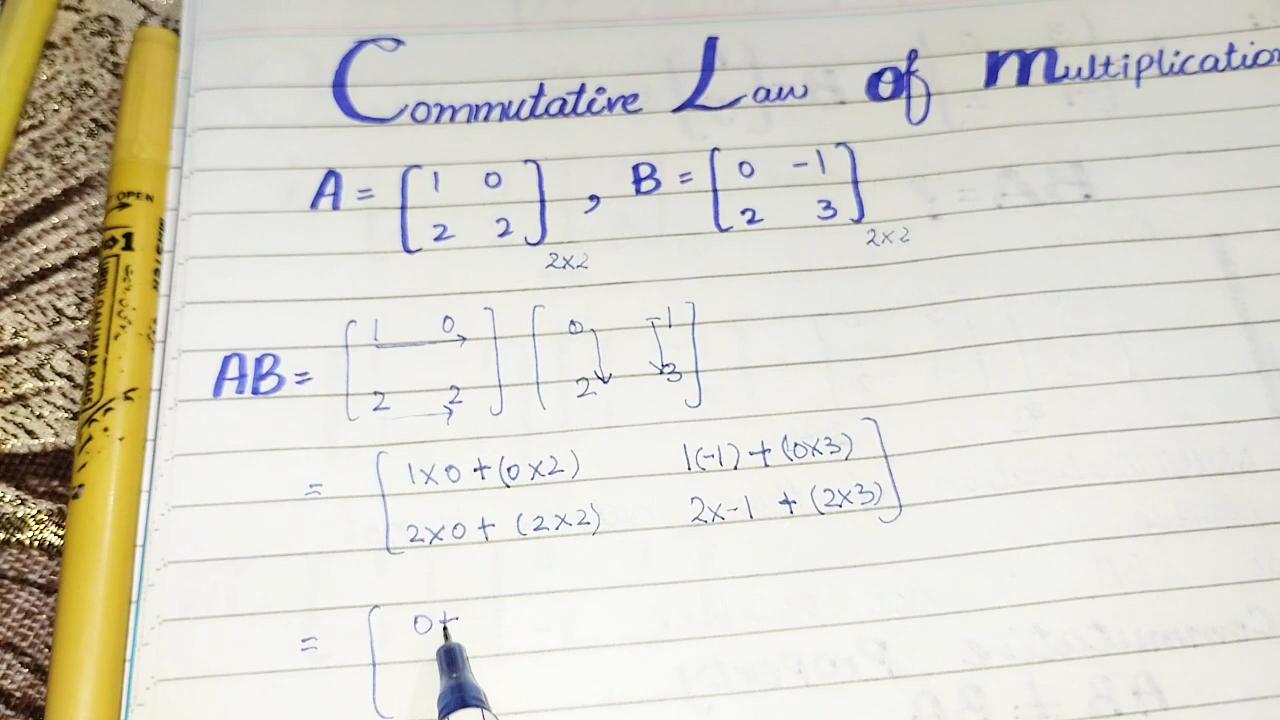 Commutative Law of Multiplication
A = [ 1 0 ] , B = [ 0 -1 ]
[ 2 2 ] 2x2 [ 2 3 ] 2x2
AB = [ 1 0 ] [ 0 -1 ]
[ 2 2 ] [ 2 3 ]
= [ 1x0 + (0x2) 1(-1) + (0x3) ]
[ 2x0 + (2x2) 2x-1 + (2x3) ]
= [ 0+
OPEN